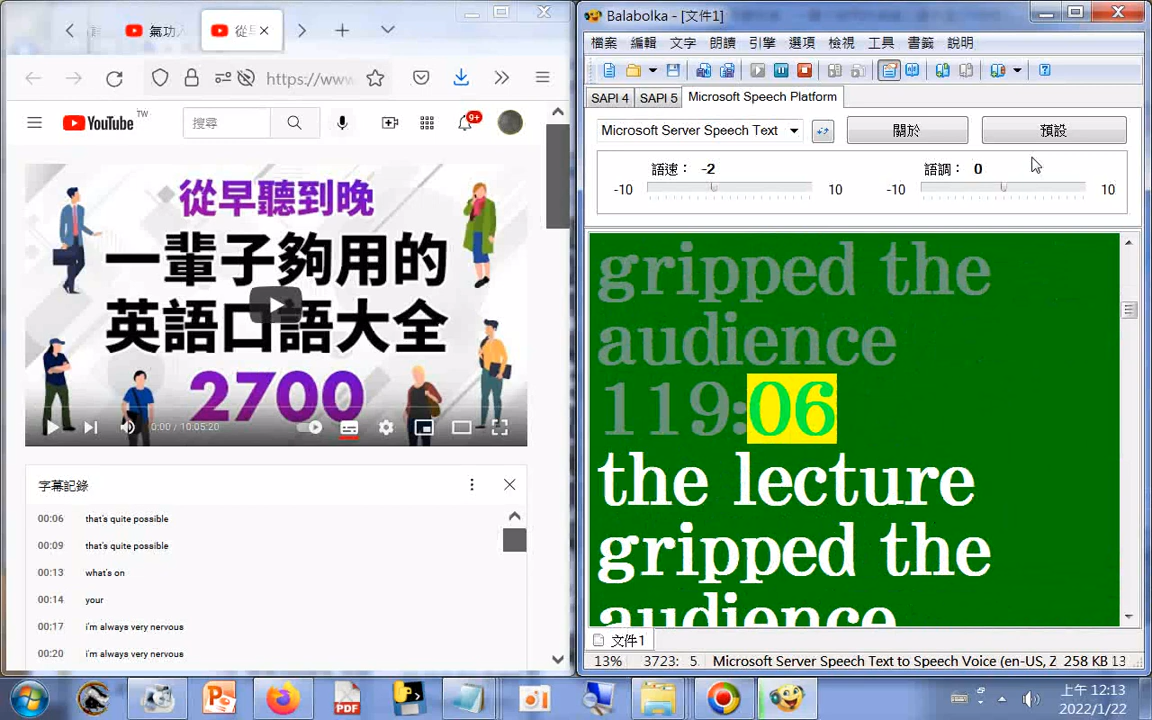 氣功
從
https://www
YouTube TW
搜尋
9+
從早聽到晚
一輩子夠用的
英語口語大全
2700
0:00 / 10:05:20
字幕記錄
00:06 that's quite possible
00:09 that's quite possible
00:13 what's on
00:14 your
00:17 i'm always very nervous
00:20 i'm always very nervous
Balabolka - [文件1]
檔案 編輯 文字 朗讀 引擎 選項 檢視 工具 書籤 說明
SAPI 4 SAPI 5 Microsoft Speech Platform
Microsoft Server Speech Text
關於 預設
語速： -2 語調： 0
-10 10 -10 10
gripped the
audience
119:06
the lecture
gripped the
audience
文件1
13% 3723: 5 Microsoft Server Speech Text to Speech Voice (en-US, Z 258 KB 13
PDF
上午 12:13
2022/1/22